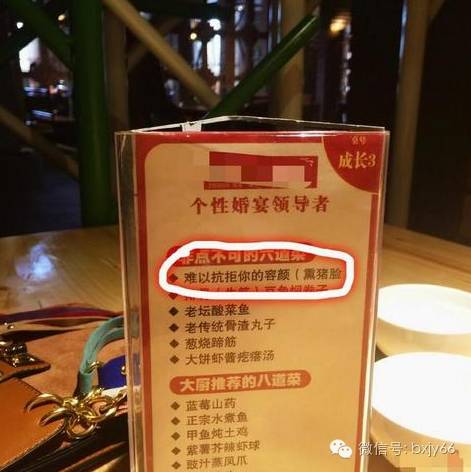 桌号
成长3
个性婚宴领导者
非点不可的六道菜
◆ 难以抗拒你的容颜（熏猪脸
老坛酸菜鱼
◆ 老传统骨渣丸子
◆ 葱烧蹄筋
◆ 大饼虾酱疙瘩汤
大厨推荐的八道菜
◆ 蓝莓山药
◆ 正宗水煮鱼
◆ 甲鱼炖土鸡
◆ 紫薯芥辣虾球
◆ 豉汁蒸凤爪
微信号: bxjy66